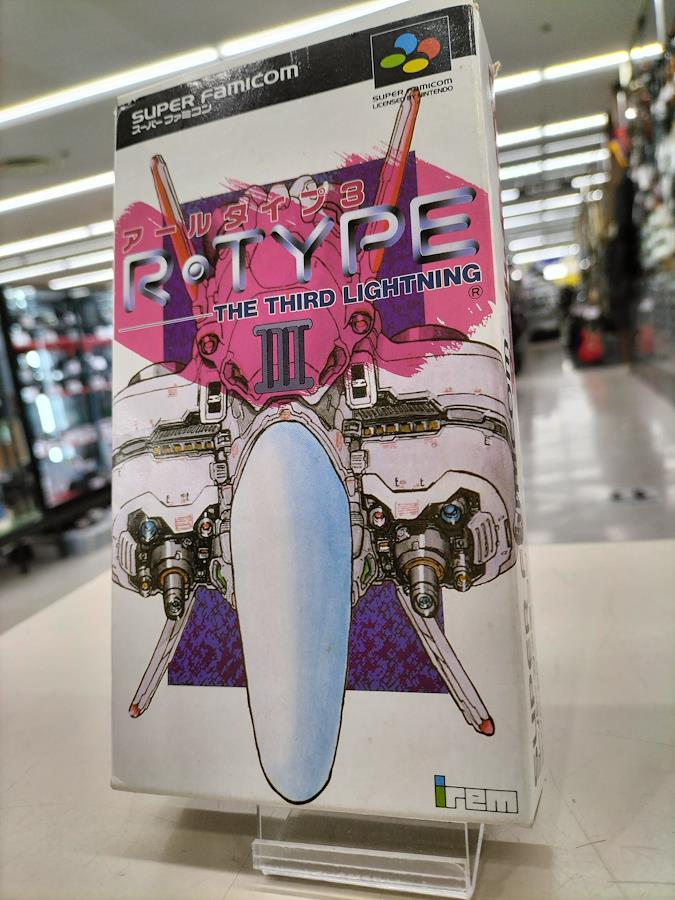 SUPER FAMICOM
スーパーファミコン
SUPER FAMICOM
LICENSED BY NINTENDO
アールタイプ3
R·TYPE
THE THIRD LIGHTNING
®
III
irem